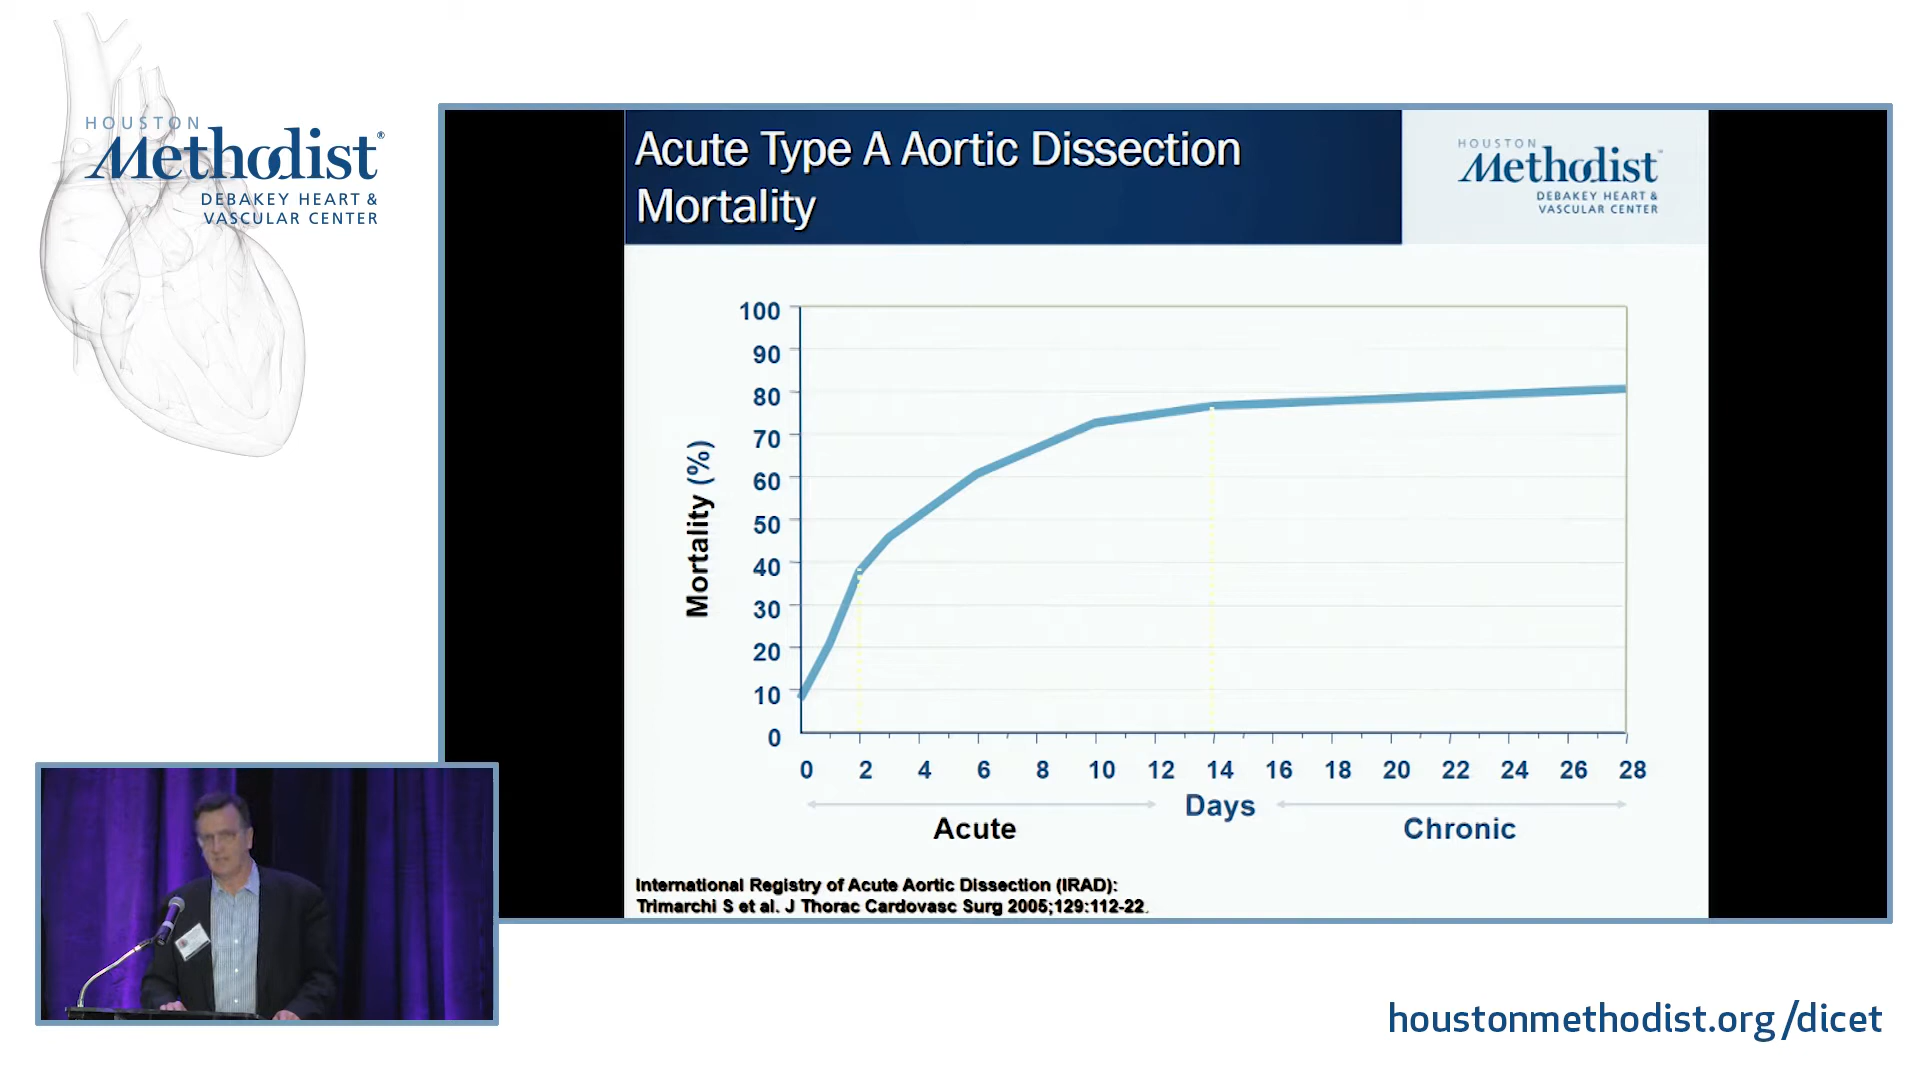 HOUSTON
Methodist®
DEBAKEY HEART &
VASCULAR CENTER
Acute Type A Aortic Dissection
Mortality
HOUSTON
Methodist
DEBAKEY HEART &
VASCULAR CENTER
Mortality (%)
100
90
80
70
60
50
40
30
20
10
0
0 2 4 6 8 10 12 14 16 18 20 22 24 26 28
Days
Acute
Chronic
International Registry of Acute Aortic Dissection (IRAD):
Trimarchi S et al. J Thorac Cardovasc Surg 2005;129:112-22.
houstonmethodist.org/dicet